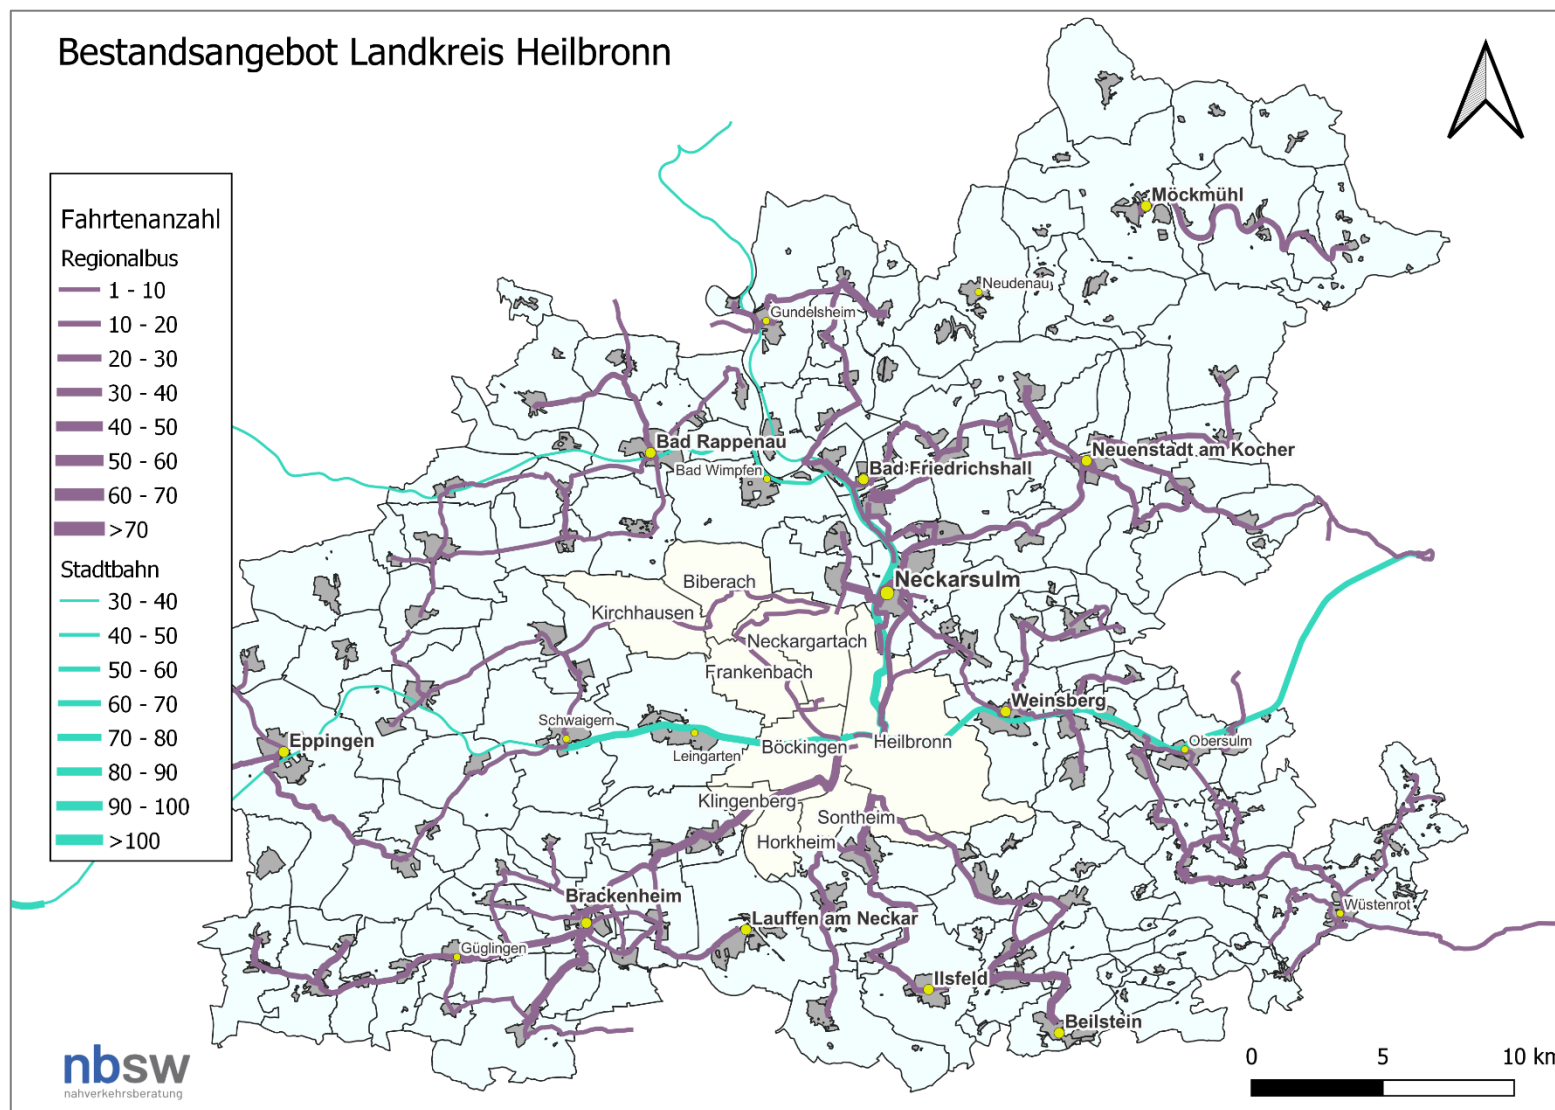 Bestandsangebot Landkreis Heilbronn
Fahrtenanzahl
Regionalbus
1 - 10
10 - 20
20 - 30
30 - 40
40 - 50
50 - 60
60 - 70
>70
Stadtbahn
30 - 40
40 - 50
50 - 60
60 - 70
70 - 80
80 - 90
90 - 100
>100
Möckmühl
Neudenau
Gundelsheim
Bad Rappenau
Bad Wimpfen
Bad Friedrichshall
Neuenstadt am Kocher
Neckarsulm
Biberach
Kirchhausen
Neckargartach
Frankenbach
Weinsberg
Schwaigern
Eppingen
Leingarten
Böckingen
Heilbronn
Obersulm
Klingenberg
Sontheim
Horkheim
Brackenheim
Wüstenrot
Lauffen am Neckar
Güglingen
Ilsfeld
Beilstein
nbsw
nahverkehrsberatung
0 5 10 km